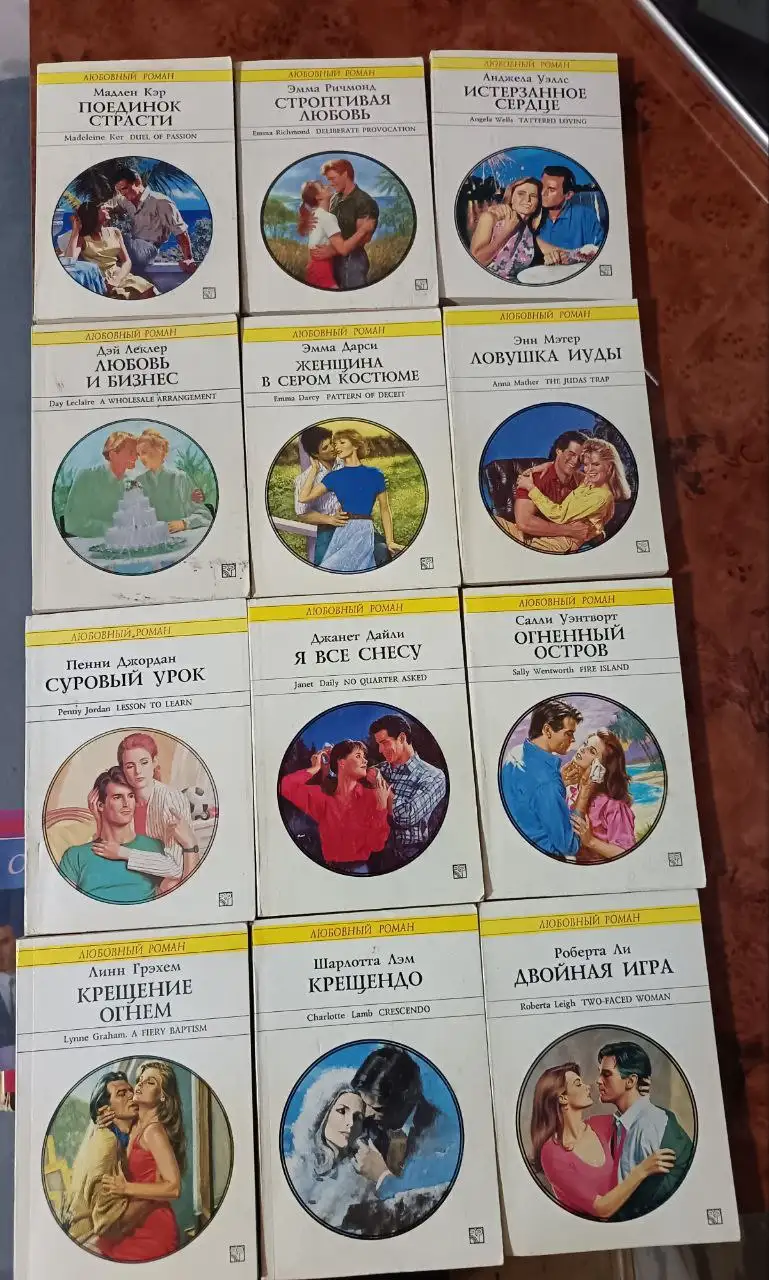 ЛЮБОВНЫЙ РОМАН
Мадлен Кэр
ПОЕДИНОК
СТРАСТИ
Madeleine Ker DUEL OF PASSION
ЛЮБОВНЫЙ РОМАН
Эмма Ричмонд
СТРОПТИВАЯ
ЛЮБОВЬ
Emma Richmond DELIBERATE PROVOCATION
ЛЮБОВНЫЙ РОМАН
Анджела Уэллс
ИСТЕРЗАННОЕ
СЕРДЦЕ
Angela Wells TATTERED LOVING
ЛЮБОВНЫЙ РОМАН
Дэй Леклер
ЛЮБОВЬ
И БИЗНЕС
Day Leclaire A WHOLESALE ARRANGEMENT
ЛЮБОВНЫЙ РОМАН
Эмма Дарси
ЖЕНЩИНА
В СЕРОМ КОСТЮМЕ
Emma Darcy PATTERN OF DECEIT
ЛЮБОВНЫЙ РОМАН
Энн Мэтер
ЛОВУШКА ИУДЫ
Anna Mather THE JUDAS TRAP
ЛЮБОВНЫЙ РОМАН
Пенни Джордан
СУРОВЫЙ УРОК
Penny Jordan LESSON TO LEARN
ЛЮБОВНЫЙ РОМАН
Джанет Дайли
Я ВСЕ СНЕСУ
Janet Daily NO QUARTER ASKED
ЛЮБОВНЫЙ РОМАН
Салли Уэнтворт
ОГНЕННЫЙ
ОСТРОВ
Sally Wentworth FIRE ISLAND
ЛЮБОВНЫЙ РОМАН
Линн Грэхем
КРЕЩЕНИЕ
ОГНЕМ
Lynne Graham. A FIERY BAPTISM
ЛЮБОВНЫЙ РОМАН
Шарлотта Лэм
КРЕЩЕНДО
Charlotte Lamb CRESCENDO
ЛЮБОВНЫЙ РОМАН
Роберта Ли
ДВОЙНАЯ ИГРА
Roberta Leigh TWO-FACED WOMAN